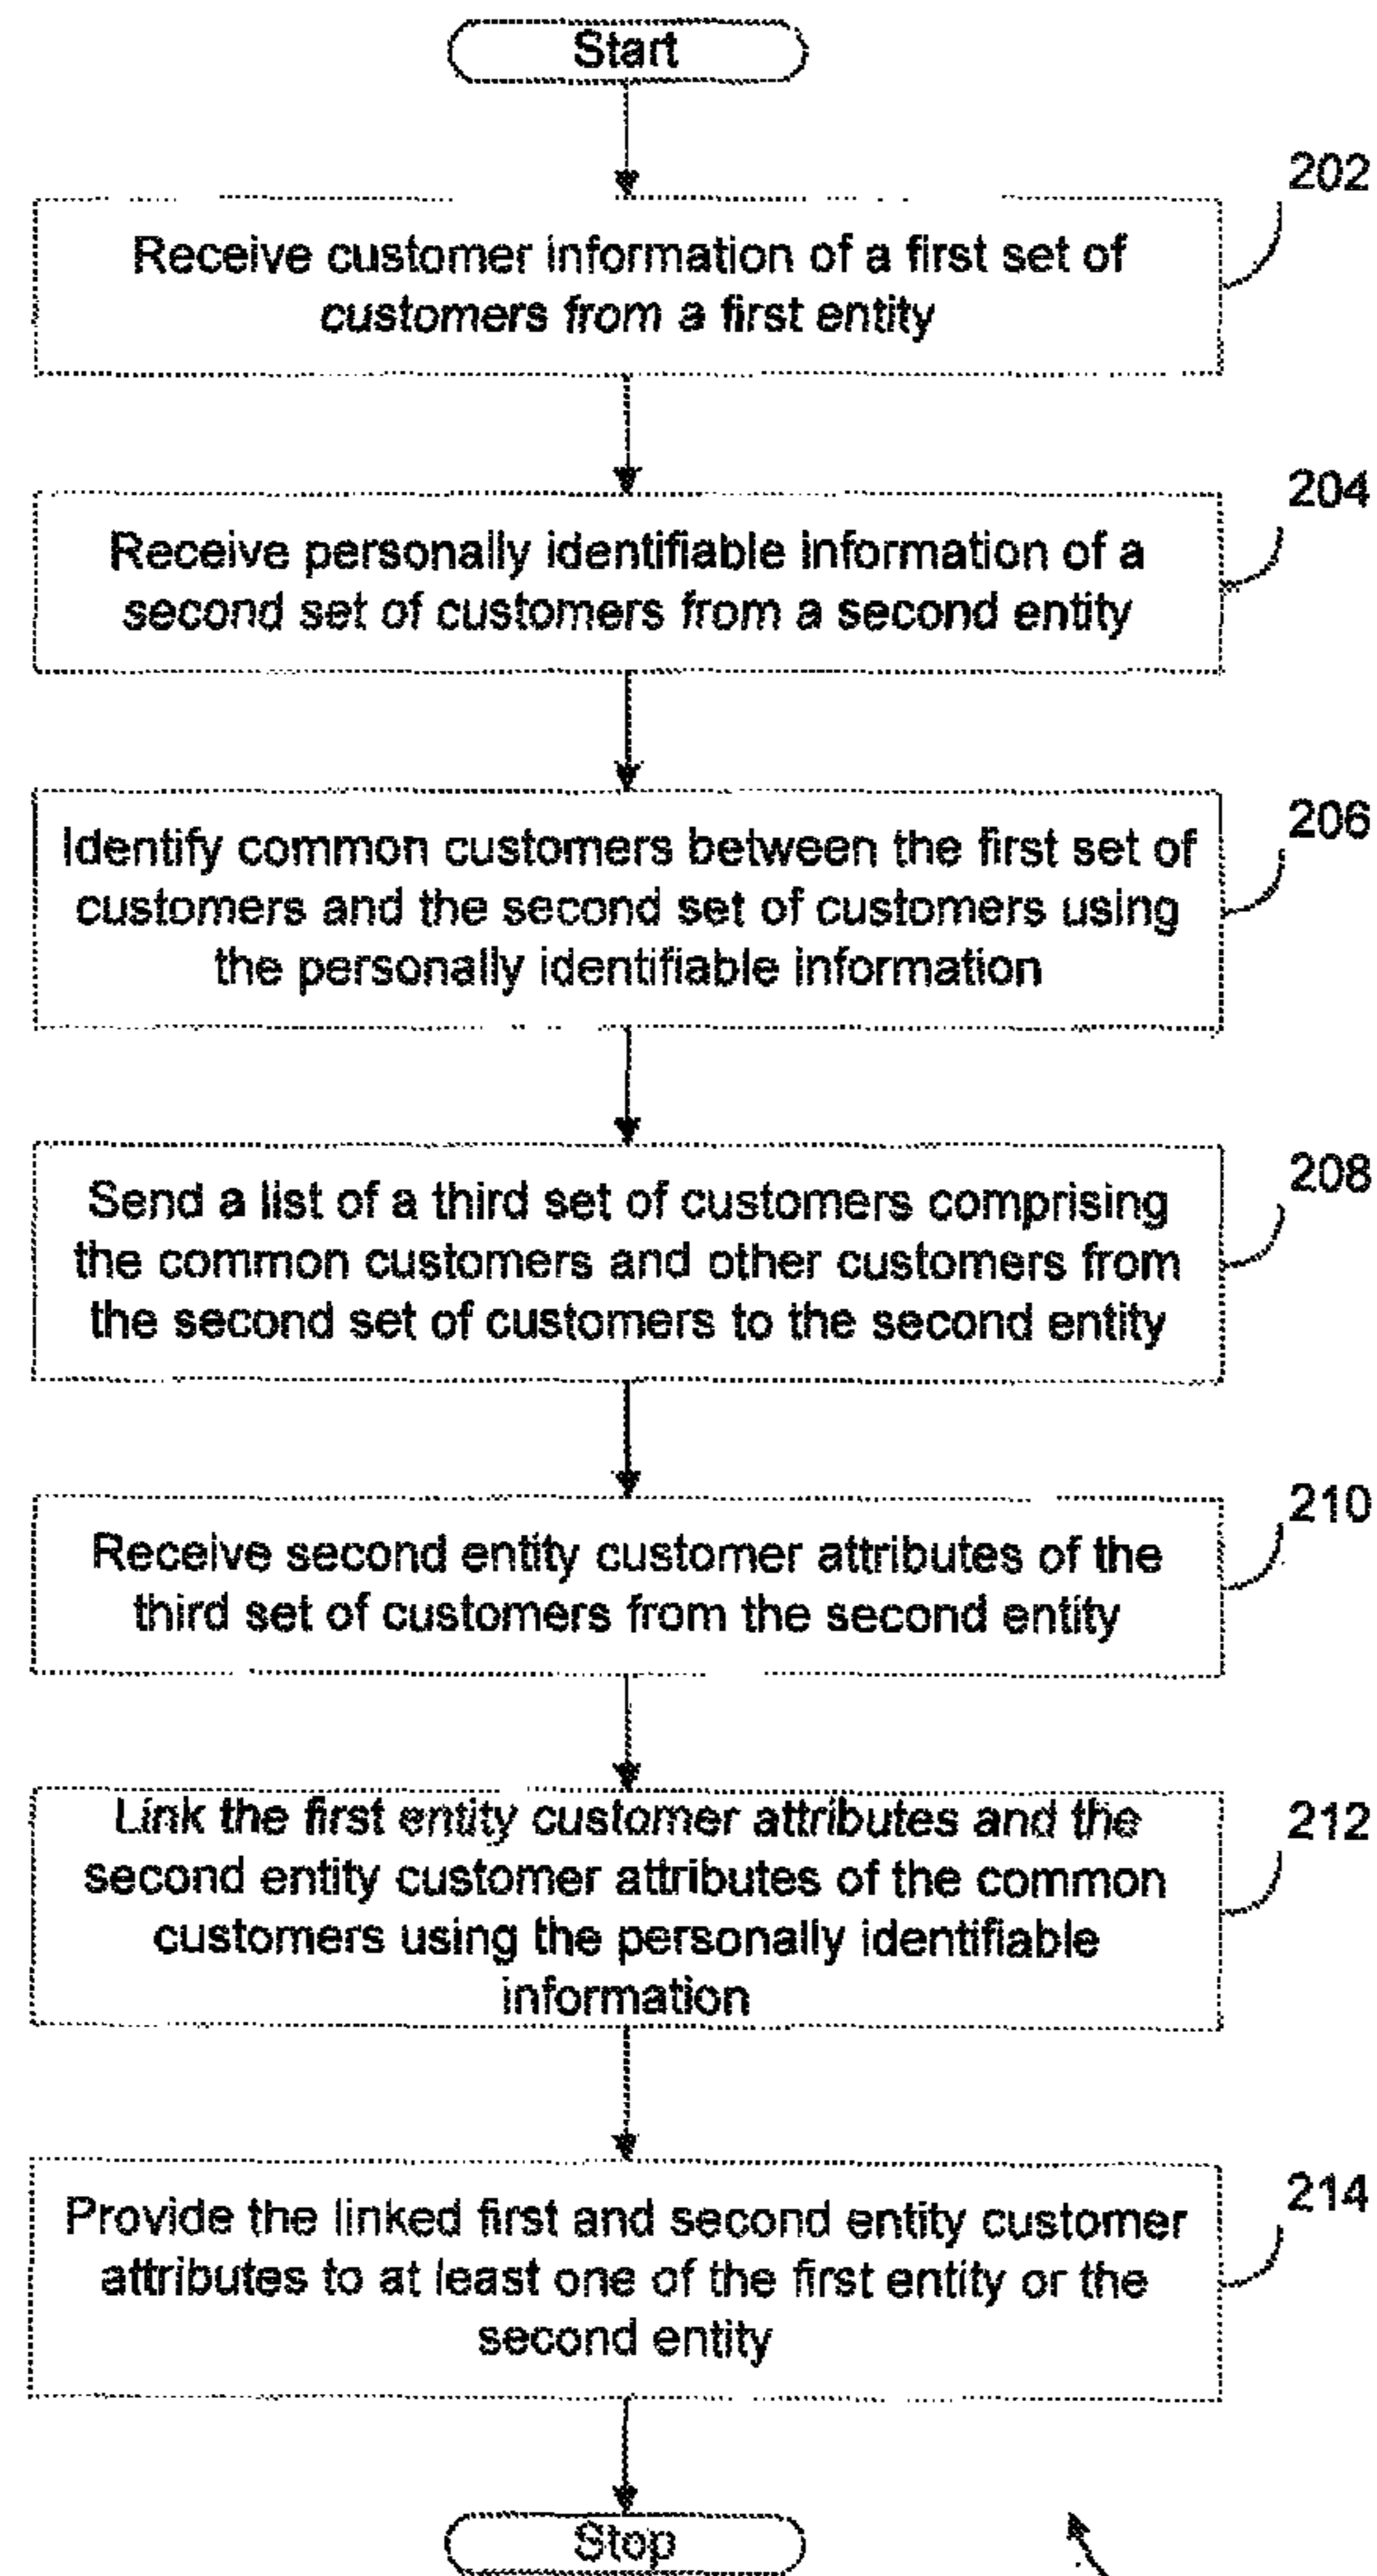 Start
202
Receive customer information of a first set of
customers from a first entity
204
Receive personally identifiable information of a
second set of customers from a second entity
206
Identify common customers between the first set of
customers and the second set of customers using
the personally identifiable information
208
Send a list of a third set of customers comprising
the common customers and other customers from
the second set of customers to the second entity
210
Receive second entity customer attributes of the
third set of customers from the second entity
212
Link the first entity customer attributes and the
second entity customer attributes of the common
customers using the personally identifiable
information
214
Provide the linked first and second entity customer
attributes to at least one of the first entity or the
second entity
Stop